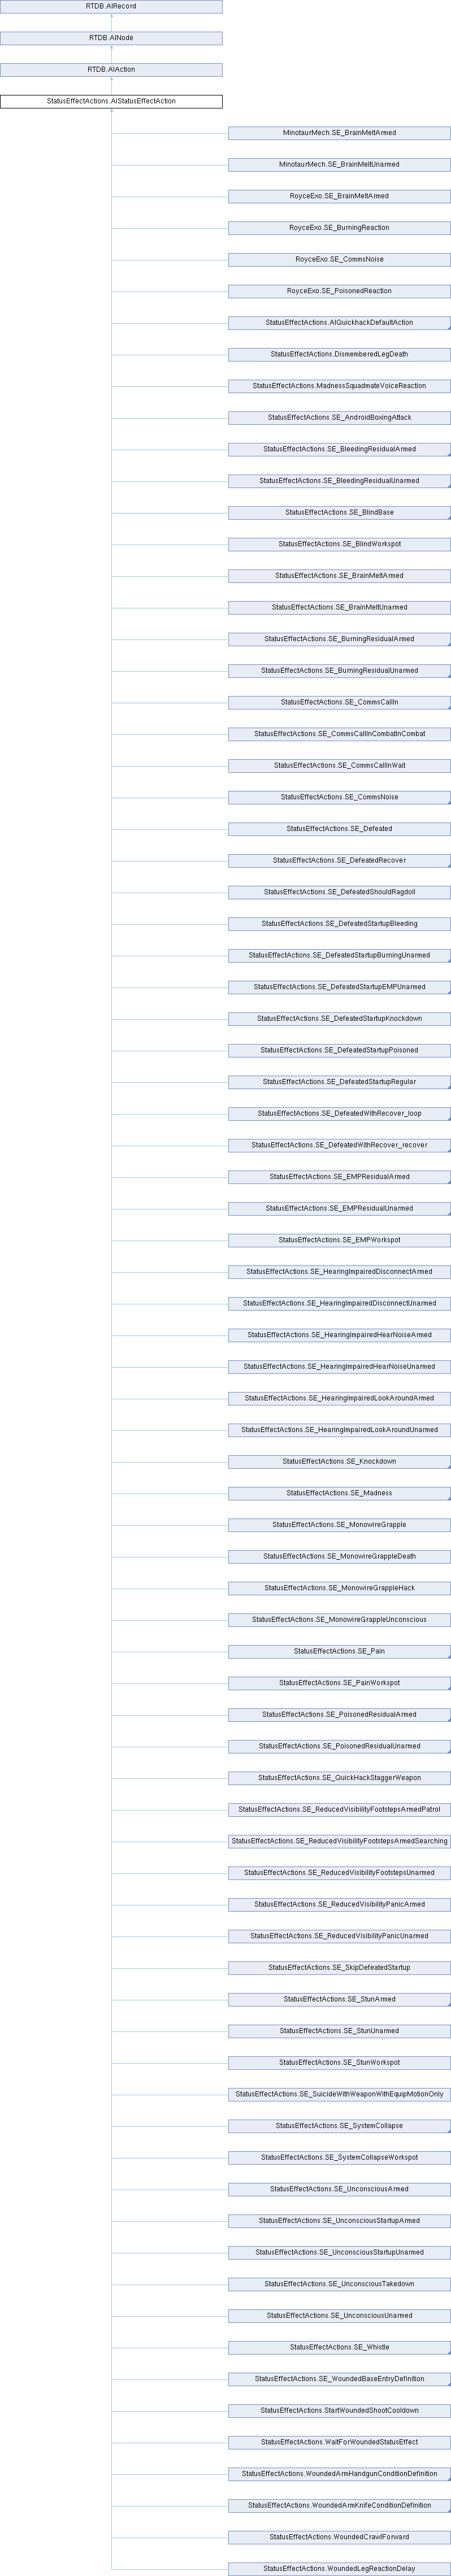 RTDB.AIRecord
RTDB.AINode
RTDB.AIAction
StatusEffectActions.AIStatusEffectAction
MinotaurMech.SE_BrainMeltArmed
MinotaurMech.SE_BrainMeltUnarmed
RoyceExo.SE_BrainMeltArmed
RoyceExo.SE_BurningReaction
RoyceExo.SE_CommsNoise
RoyceExo.SE_PoisonedReaction
StatusEffectActions.AIQuickhackDefaultAction
StatusEffectActions.DismemberedLegDeath
StatusEffectActions.MadnessSquadmateVoiceReaction
StatusEffectActions.SE_AndroidBoxingAttack
StatusEffectActions.SE_BleedingResidualArmed
StatusEffectActions.SE_BleedingResidualUnarmed
StatusEffectActions.SE_BlindBase
StatusEffectActions.SE_BlindWorkspot
StatusEffectActions.SE_BrainMeltArmed
StatusEffectActions.SE_BrainMeltUnarmed
StatusEffectActions.SE_BurningResidualArmed
StatusEffectActions.SE_BurningResidualUnarmed
StatusEffectActions.SE_CommsCallIn
StatusEffectActions.SE_CommsCallInCombatInCombat
StatusEffectActions.SE_CommsCallInWait
StatusEffectActions.SE_CommsNoise
StatusEffectActions.SE_Defeated
StatusEffectActions.SE_DefeatedRecover
StatusEffectActions.SE_DefeatedShouldRagdoll
StatusEffectActions.SE_DefeatedStartupBleeding
StatusEffectActions.SE_DefeatedStartupBurningUnarmed
StatusEffectActions.SE_DefeatedStartupEMPUnarmed
StatusEffectActions.SE_DefeatedStartupKnockdown
StatusEffectActions.SE_DefeatedStartupPoisoned
StatusEffectActions.SE_DefeatedStartupRegular
StatusEffectActions.SE_DefeatedWithRecover_loop
StatusEffectActions.SE_DefeatedWithRecover_recover
StatusEffectActions.SE_EMPResidualArmed
StatusEffectActions.SE_EMPResidualUnarmed
StatusEffectActions.SE_EMPWorkspot
StatusEffectActions.SE_HearingImpairedDisconnectArmed
StatusEffectActions.SE_HearingImpairedDisconnectUnarmed
StatusEffectActions.SE_HearingImpairedHearNoiseArmed
StatusEffectActions.SE_HearingImpairedHearNoiseUnarmed
StatusEffectActions.SE_HearingImpairedLookAroundArmed
StatusEffectActions.SE_HearingImpairedLookAroundUnarmed
StatusEffectActions.SE_Knockdown
StatusEffectActions.SE_Madness
StatusEffectActions.SE_MonowireGrapple
StatusEffectActions.SE_MonowireGrappleDeath
StatusEffectActions.SE_MonowireGrappleHack
StatusEffectActions.SE_MonowireGrappleUnconscious
StatusEffectActions.SE_Pain
StatusEffectActions.SE_PainWorkspot
StatusEffectActions.SE_PoisonedResidualArmed
StatusEffectActions.SE_PoisonedResidualUnarmed
StatusEffectActions.SE_QuickHackStaggerWeapon
StatusEffectActions.SE_ReducedVisibilityFootstepsArmedPatrol
StatusEffectActions.SE_ReducedVisibilityFootstepsArmedSearching
StatusEffectActions.SE_ReducedVisibilityFootstepsUnarmed
StatusEffectActions.SE_ReducedVisibilityPanicArmed
StatusEffectActions.SE_ReducedVisibilityPanicUnarmed
StatusEffectActions.SE_SkipDefeatedStartup
StatusEffectActions.SE_StunArmed
StatusEffectActions.SE_StunUnarmed
StatusEffectActions.SE_StunWorkspot
StatusEffectActions.SE_SuicideWithWeaponWithEquipMotionOnly
StatusEffectActions.SE_SystemCollapse
StatusEffectActions.SE_SystemCollapseWorkspot
StatusEffectActions.SE_UnconsciousArmed
StatusEffectActions.SE_UnconsciousStartupArmed
StatusEffectActions.SE_UnconsciousStartupUnarmed
StatusEffectActions.SE_UnconsciousTakedown
StatusEffectActions.SE_UnconsciousUnarmed
StatusEffectActions.SE_Whistle
StatusEffectActions.SE_WoundedBaseEntryDefinition
StatusEffectActions.StartWoundedShootCooldown
StatusEffectActions.WaitForWoundedStatusEffect
StatusEffectActions.WoundedArmHandgunConditionDefinition
StatusEffectActions.WoundedArmKnifeConditionDefinition
StatusEffectActions.WoundedCrawlForward
StatusEffectActions.WoundedLegReactionDelay